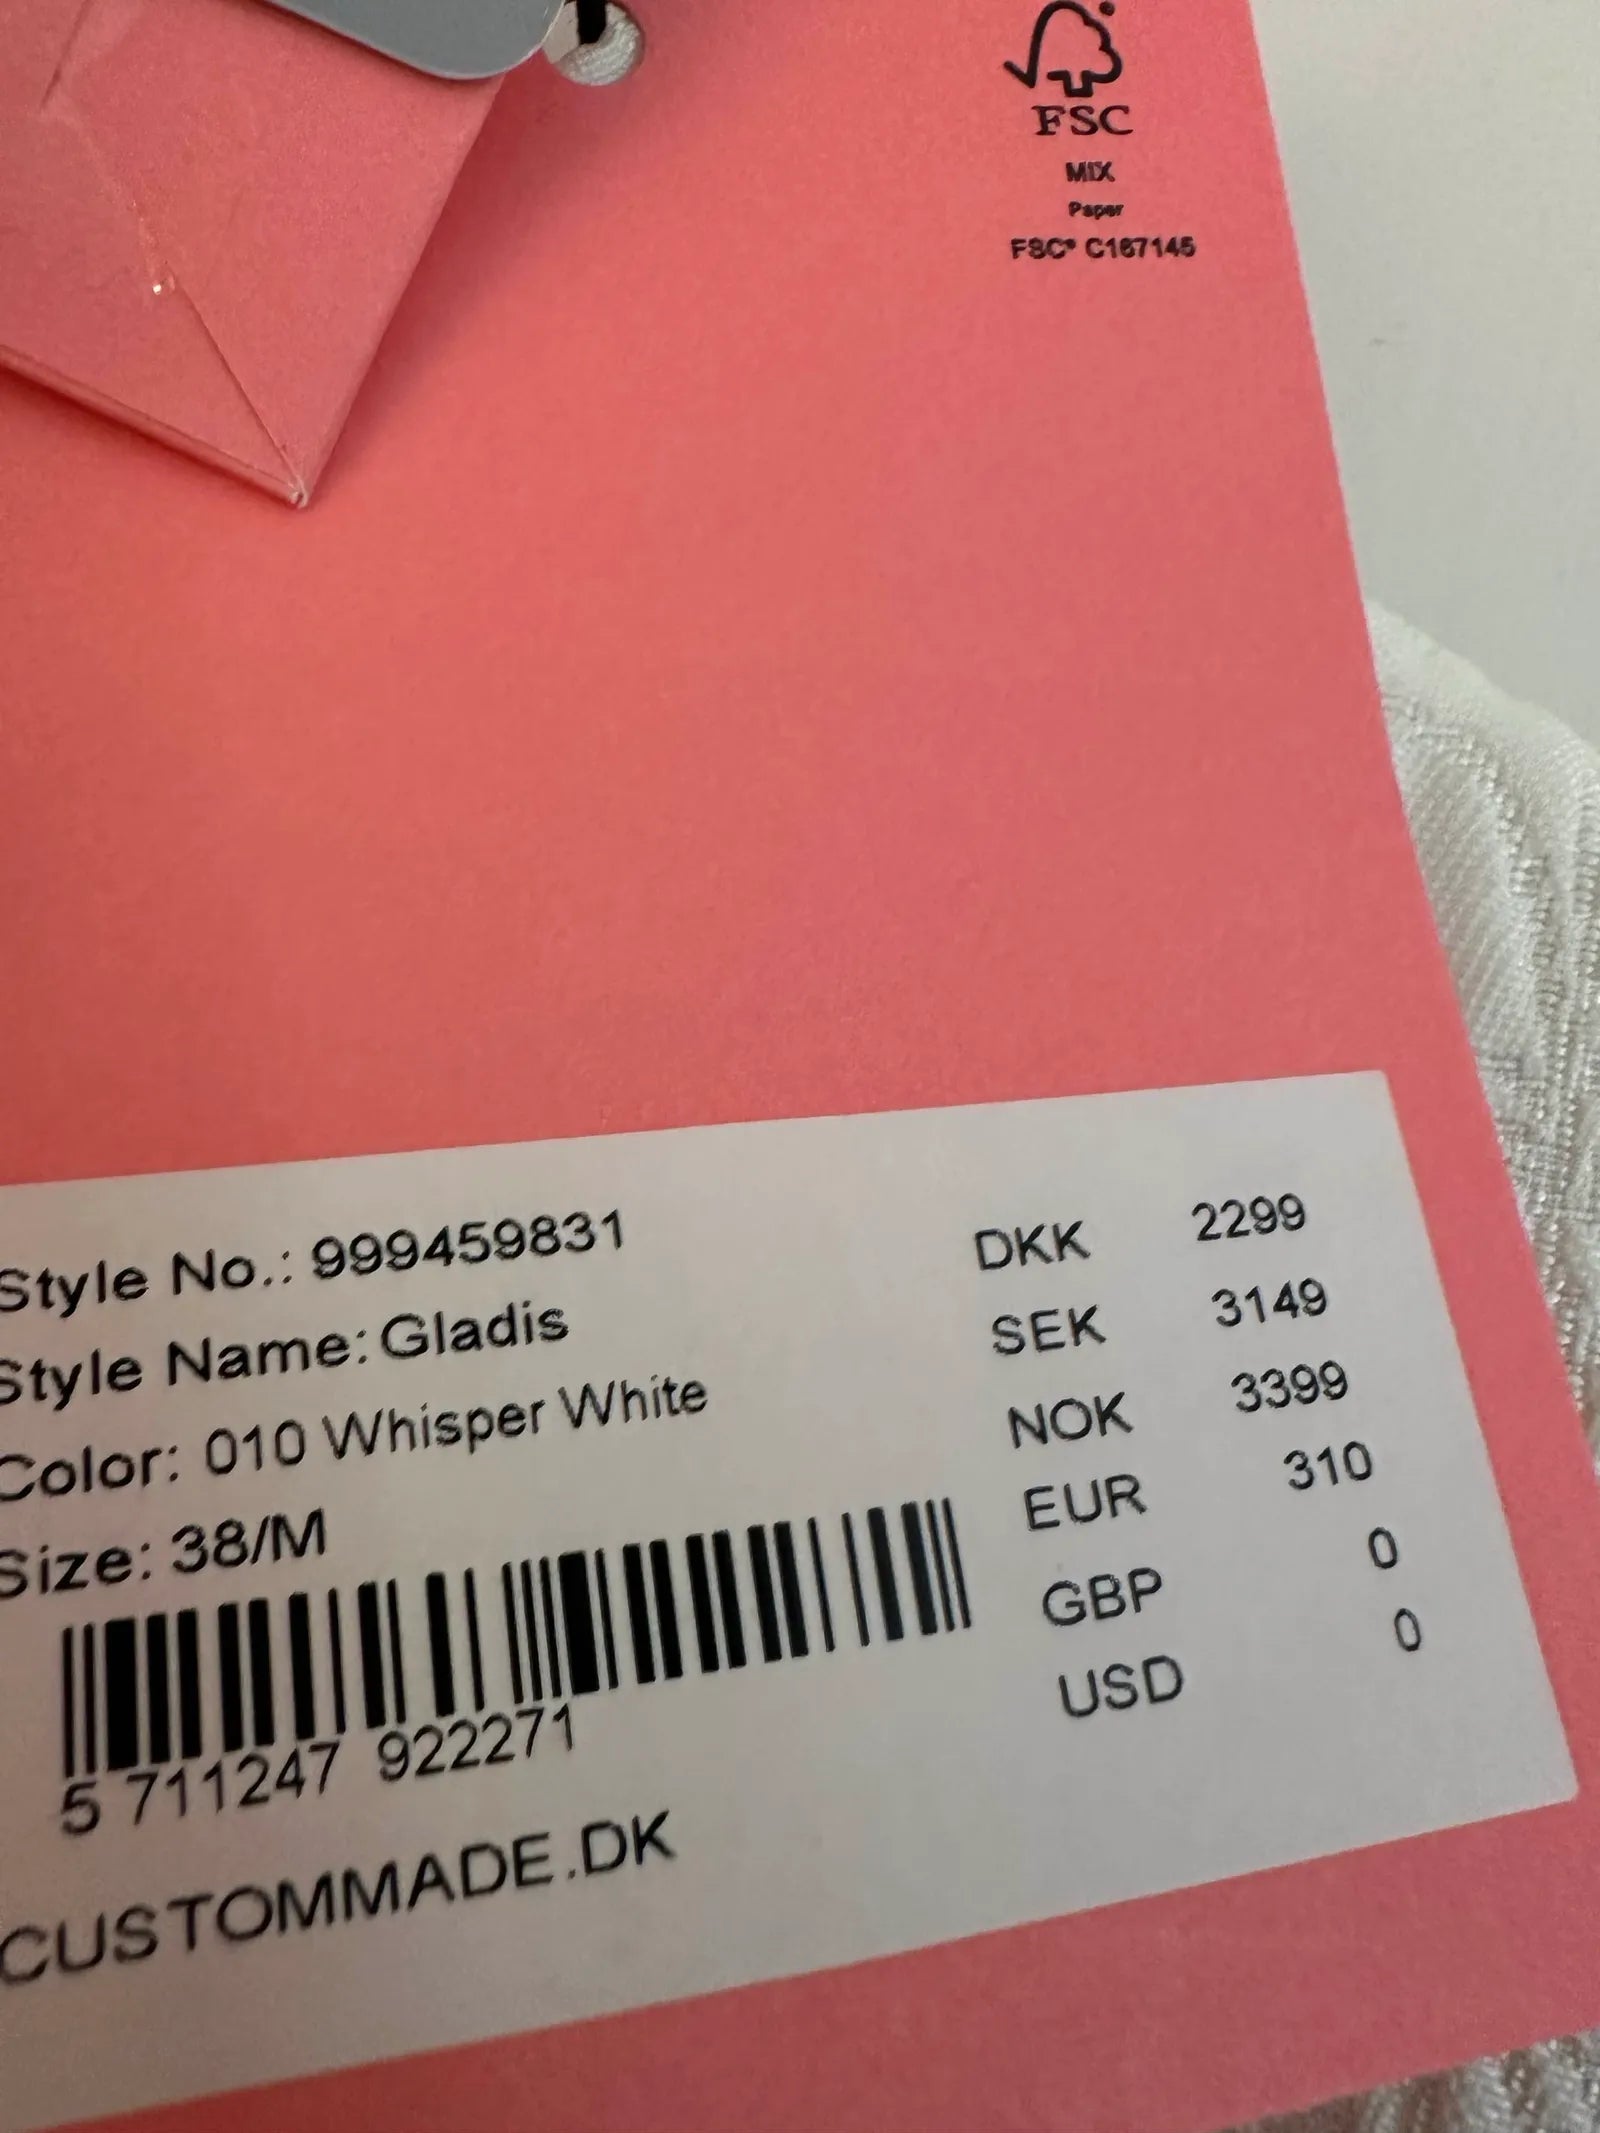 FSC
MIX
Paper
FSC® C167145
Style No.: 999459831
Style Name: Gladis
Color: 010 Whisper White
Size: 38/M
5 711247 922271
CUSTOMMADE.DK
DKK 2299
SEK 3149
NOK 3399
EUR 310
GBP 0
USD 0